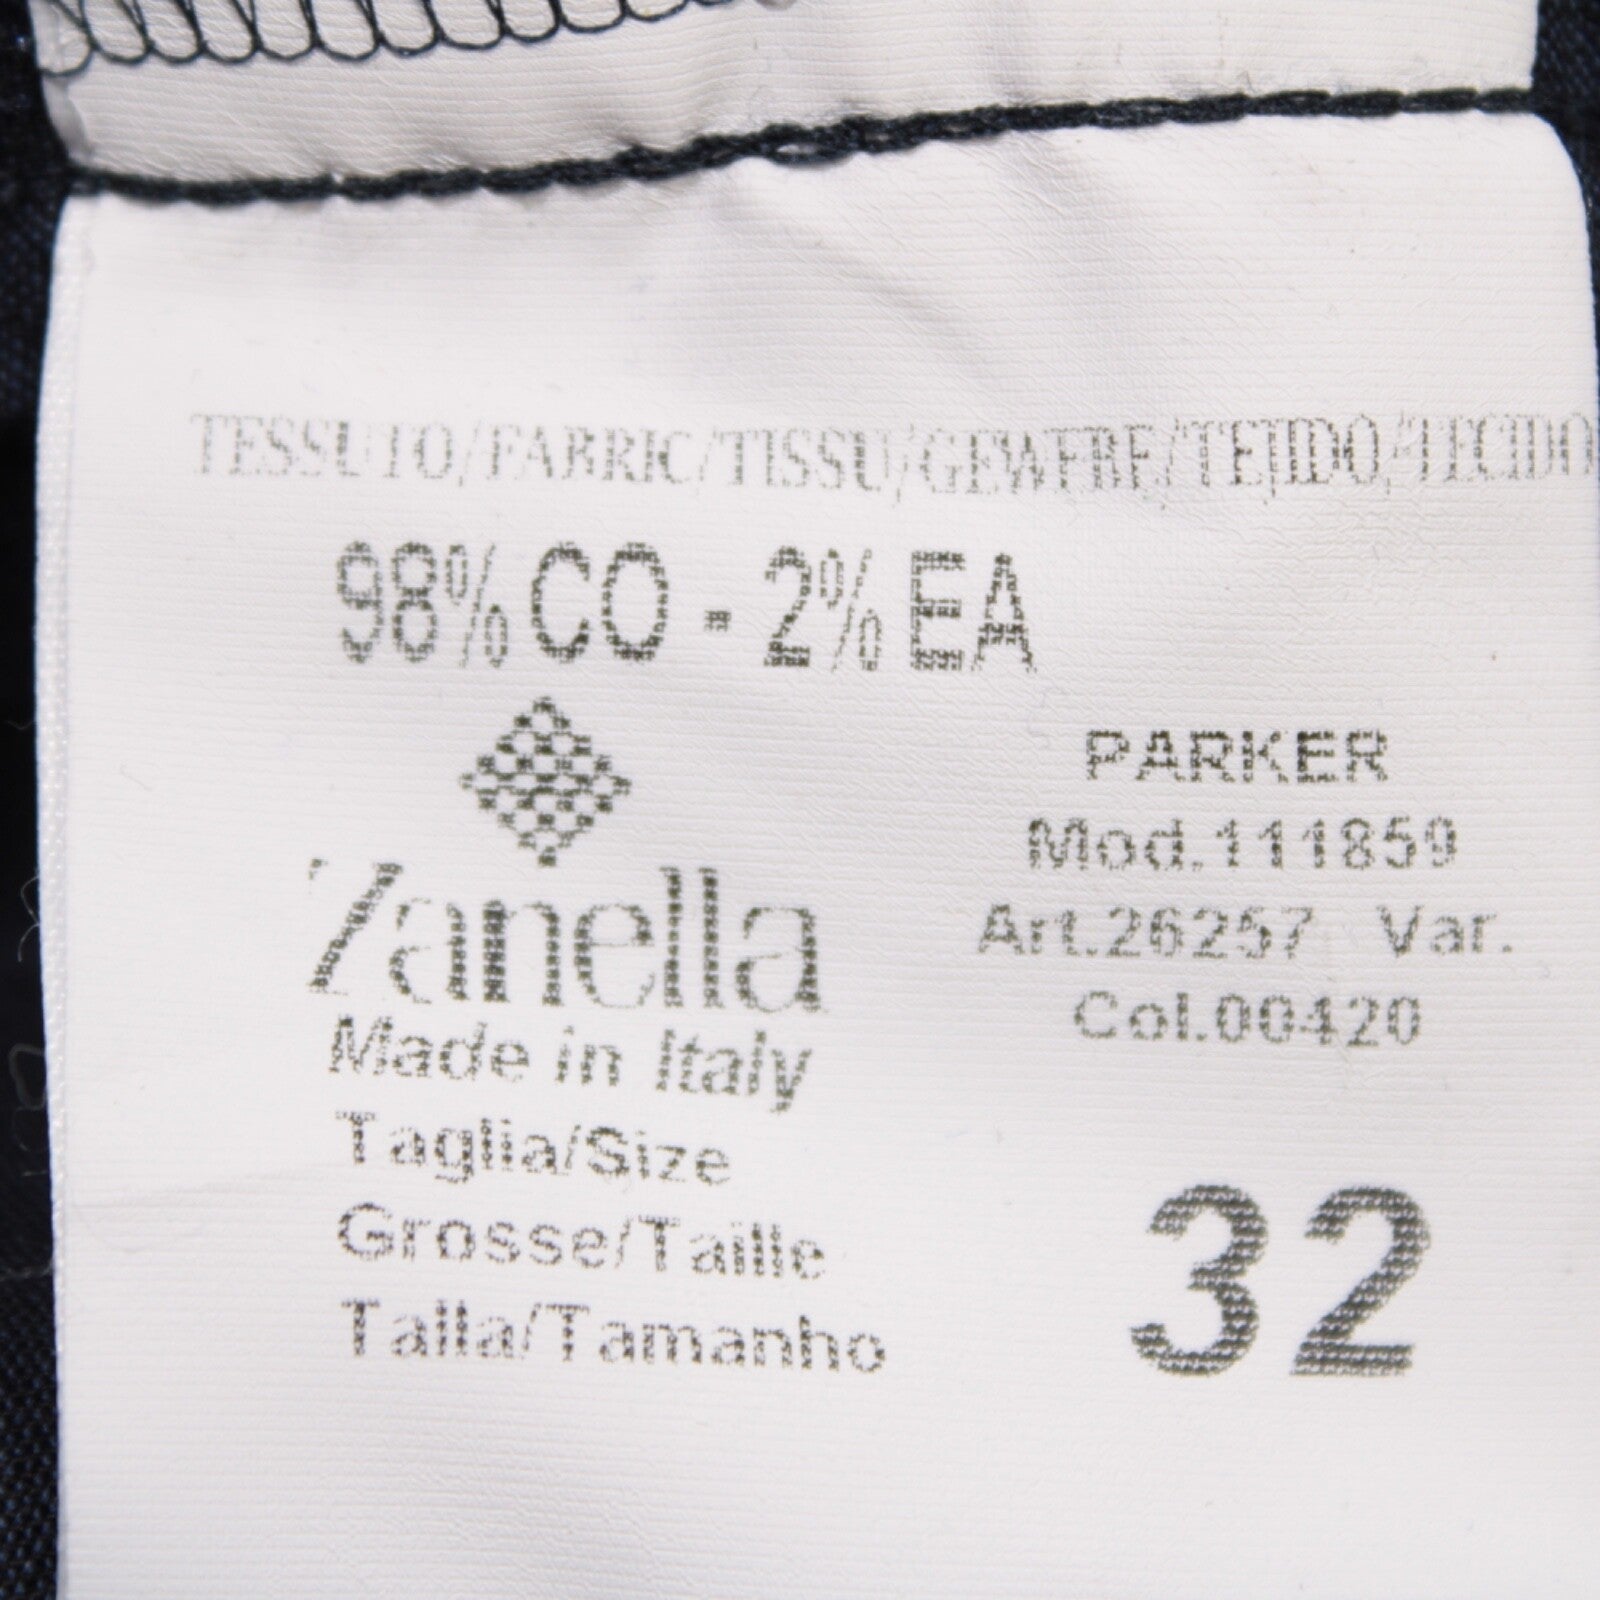 TESSUTO/FABRIC/TISSU/GEWEBE/TEJIDO/TECIDO
98% CO - 2% EA
Zanella
Made in Italy
PARKER
Mod.111859
Art.26257 Var.
Col.00420
Taglia/Size
Grosse/Taille
Talla/Tamanho
32